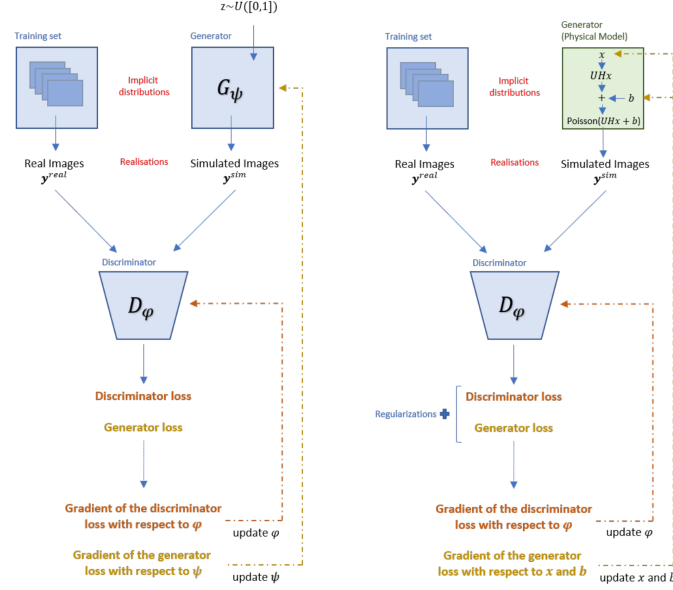 z~U([0,1])
Training set
Generator
Implicit
distributions
G_ψ
Real Images
y^real
Realisations
Simulated Images
y^sim
Discriminator
D_φ
Discriminator loss
Generator loss
Gradient of the discriminator
loss with respect to φ
update φ
Gradient of the generator
loss with respect to ψ
update ψ
Training set
Generator
(Physical Model)
Implicit
distributions
x
UHx
+
b
Poisson(UHx + b)
Real Images
y^real
Realisations
Simulated Images
y^sim
Discriminator
D_φ
Regularizations +
Discriminator loss
Generator loss
Gradient of the discriminator
loss with respect to φ
update φ
Gradient of the generator
loss with respect to x and b
update x and b